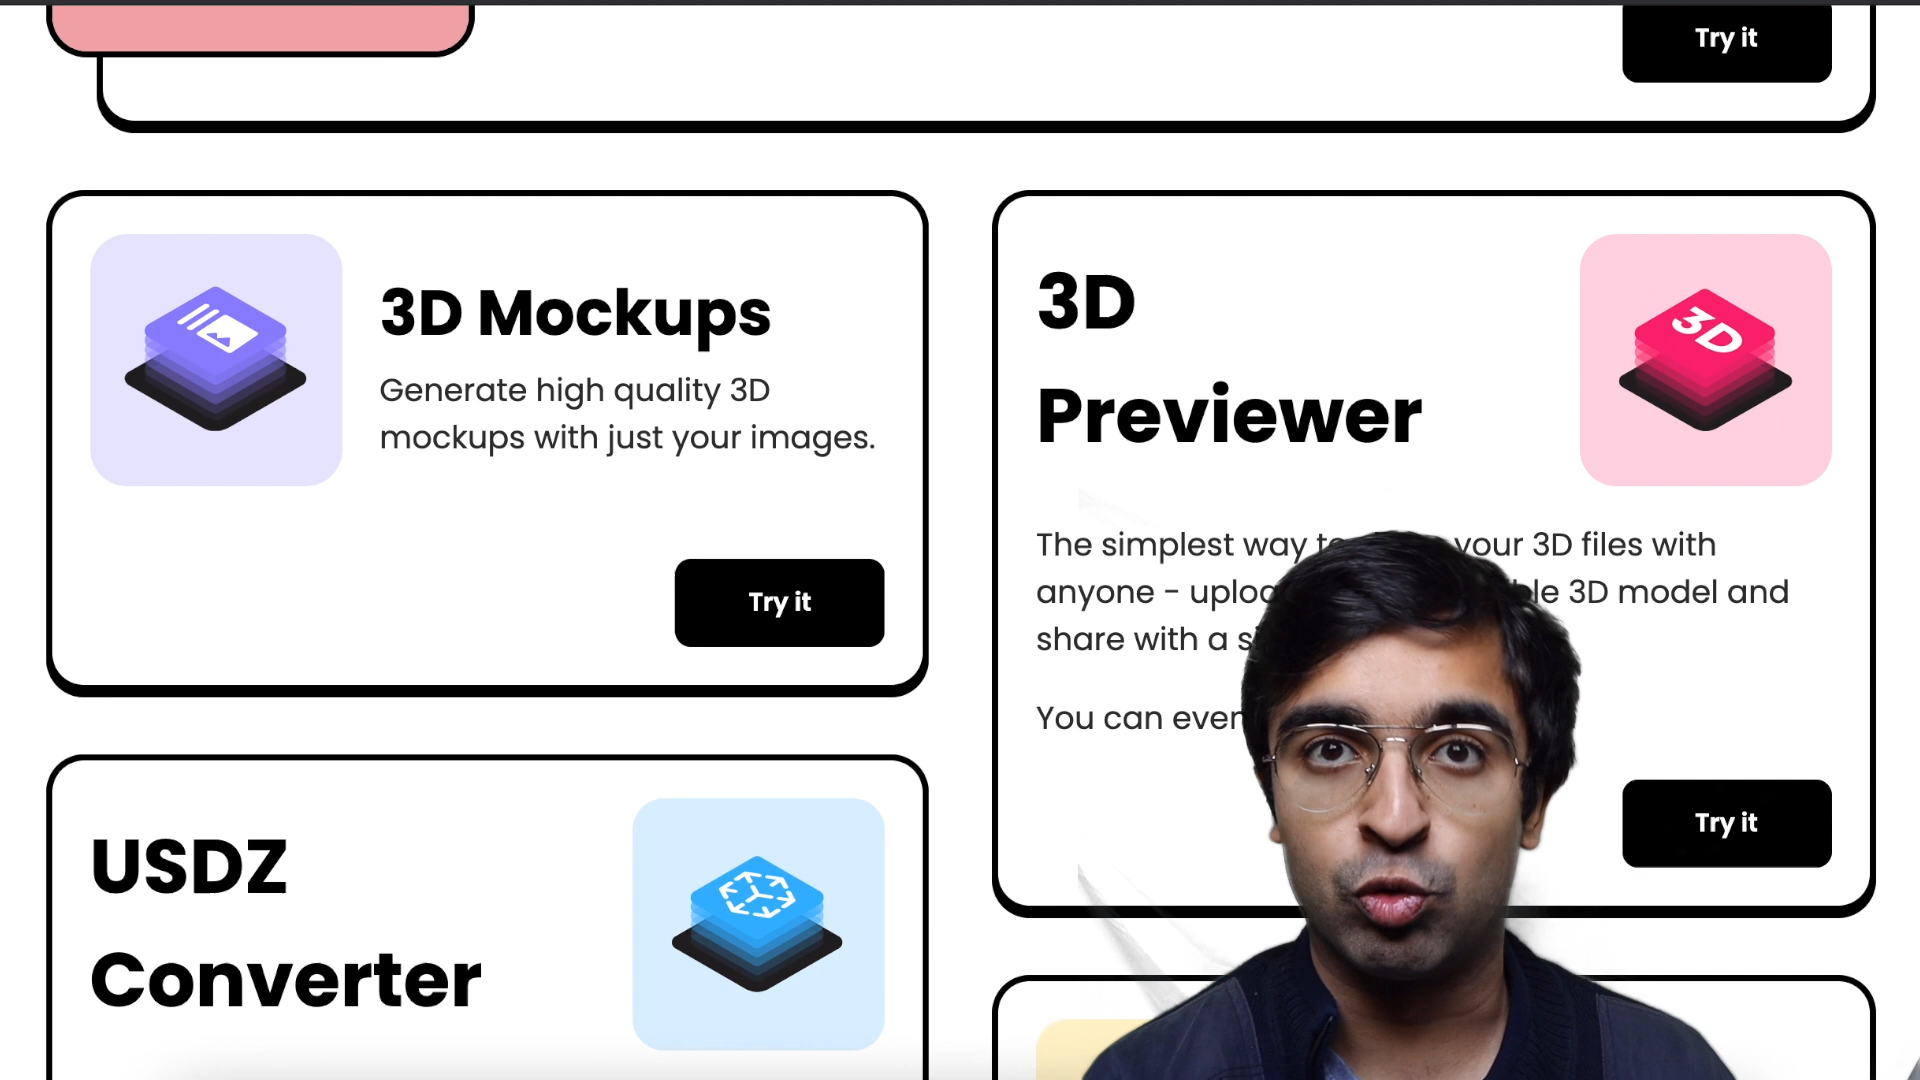 Try it
3D Mockups
Generate high quality 3D
mockups with just your images.
Try it
3D
3D
Previewer
The simplest way your 3D files with
anyone - 3D model and
share with a
You can even
Try it
USDZ
Converter